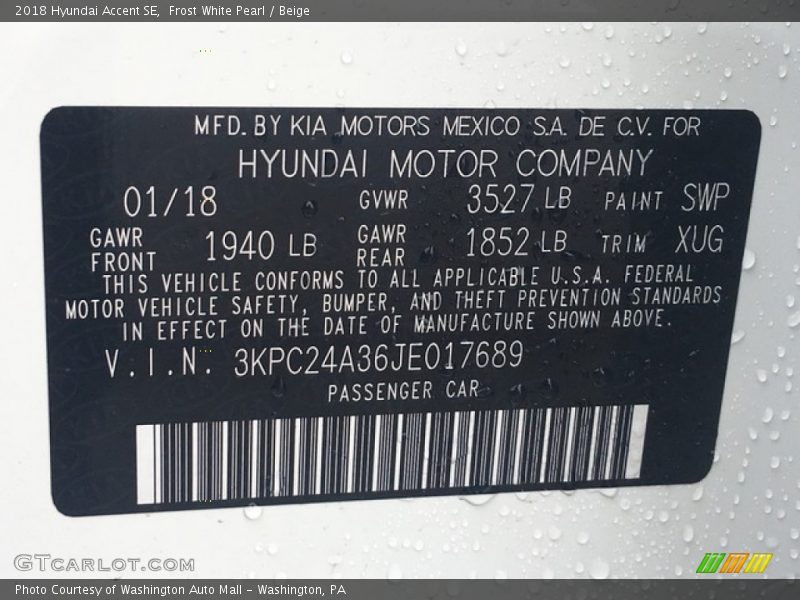 2018 Hyundai Accent SE, Frost White Pearl / Beige
MFD. BY KIA MOTORS MEXICO S.A. DE C.V. FOR
HYUNDAI MOTOR COMPANY
01/18 GVWR 3527 LB PAINT SWP
GAWR FRONT 1940 LB GAWR REAR 1852 LB TRIM XUG
THIS VEHICLE CONFORMS TO ALL APPLICABLE U.S.A. FEDERAL
MOTOR VEHICLE SAFETY, BUMPER, AND THEFT PREVENTION STANDARDS
IN EFFECT ON THE DATE OF MANUFACTURE SHOWN ABOVE.
V.I.N. 3KPC24A36JE017689
PASSENGER CAR
GTCARLOT.COM
Photo Courtesy of Washington Auto Mall - Washington, PA